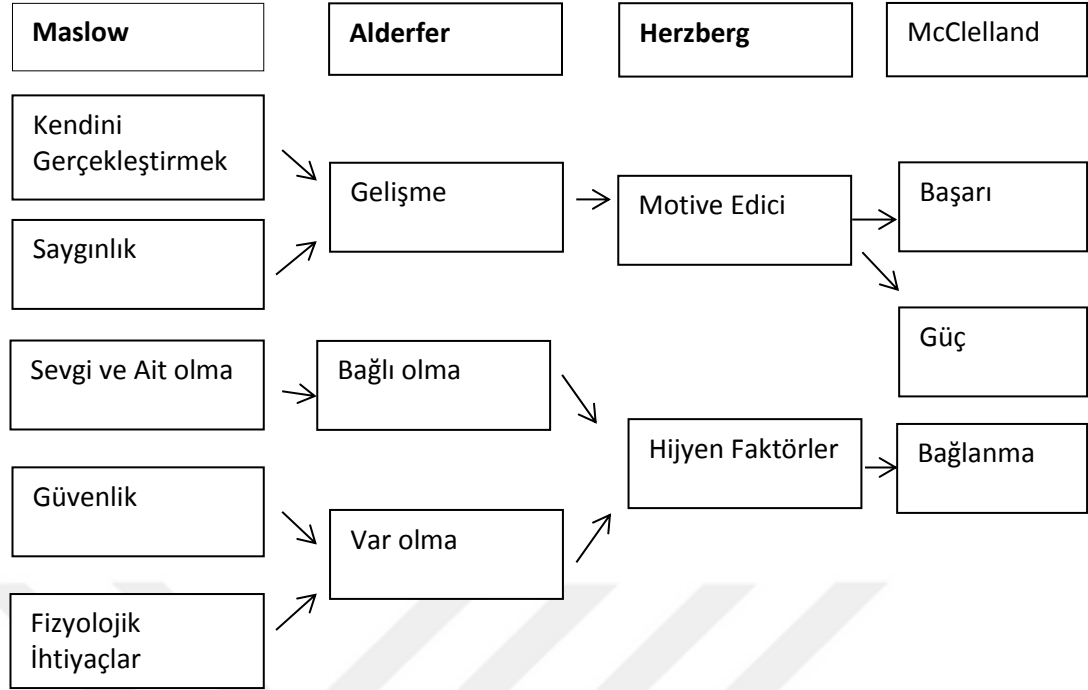 Maslow
Alderfer
Herzberg
McClelland
Kendini
Gerçekleştirmek
Gelişme
Motive Edici
Başarı
Saygınlık
Güç
Sevgi ve Ait olma
Bağlı olma
Hijyen Faktörler
Bağlanma
Güvenlik
Var olma
Fizyolojik
İhtiyaçlar